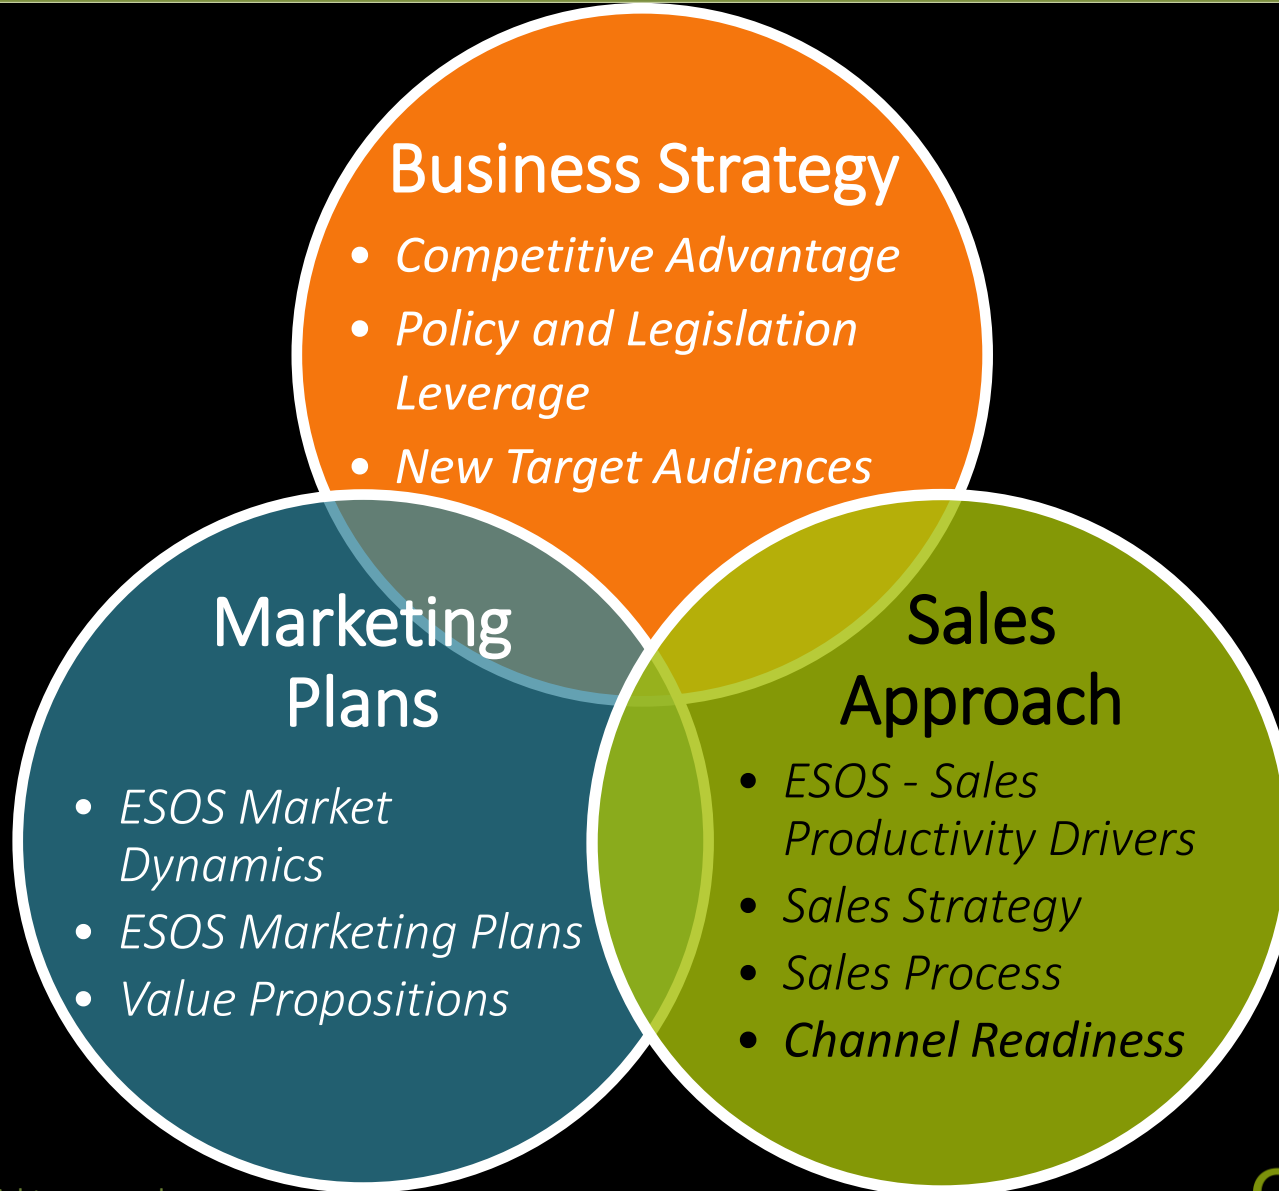 Business Strategy
• Competitive Advantage
• Policy and Legislation
Leverage
• New Target Audiences
Marketing
Plans
• ESOS Market
Dynamics
• ESOS Marketing Plans
• Value Propositions
Sales
Approach
• ESOS - Sales
Productivity Drivers
• Sales Strategy
• Sales Process
• Channel Readiness